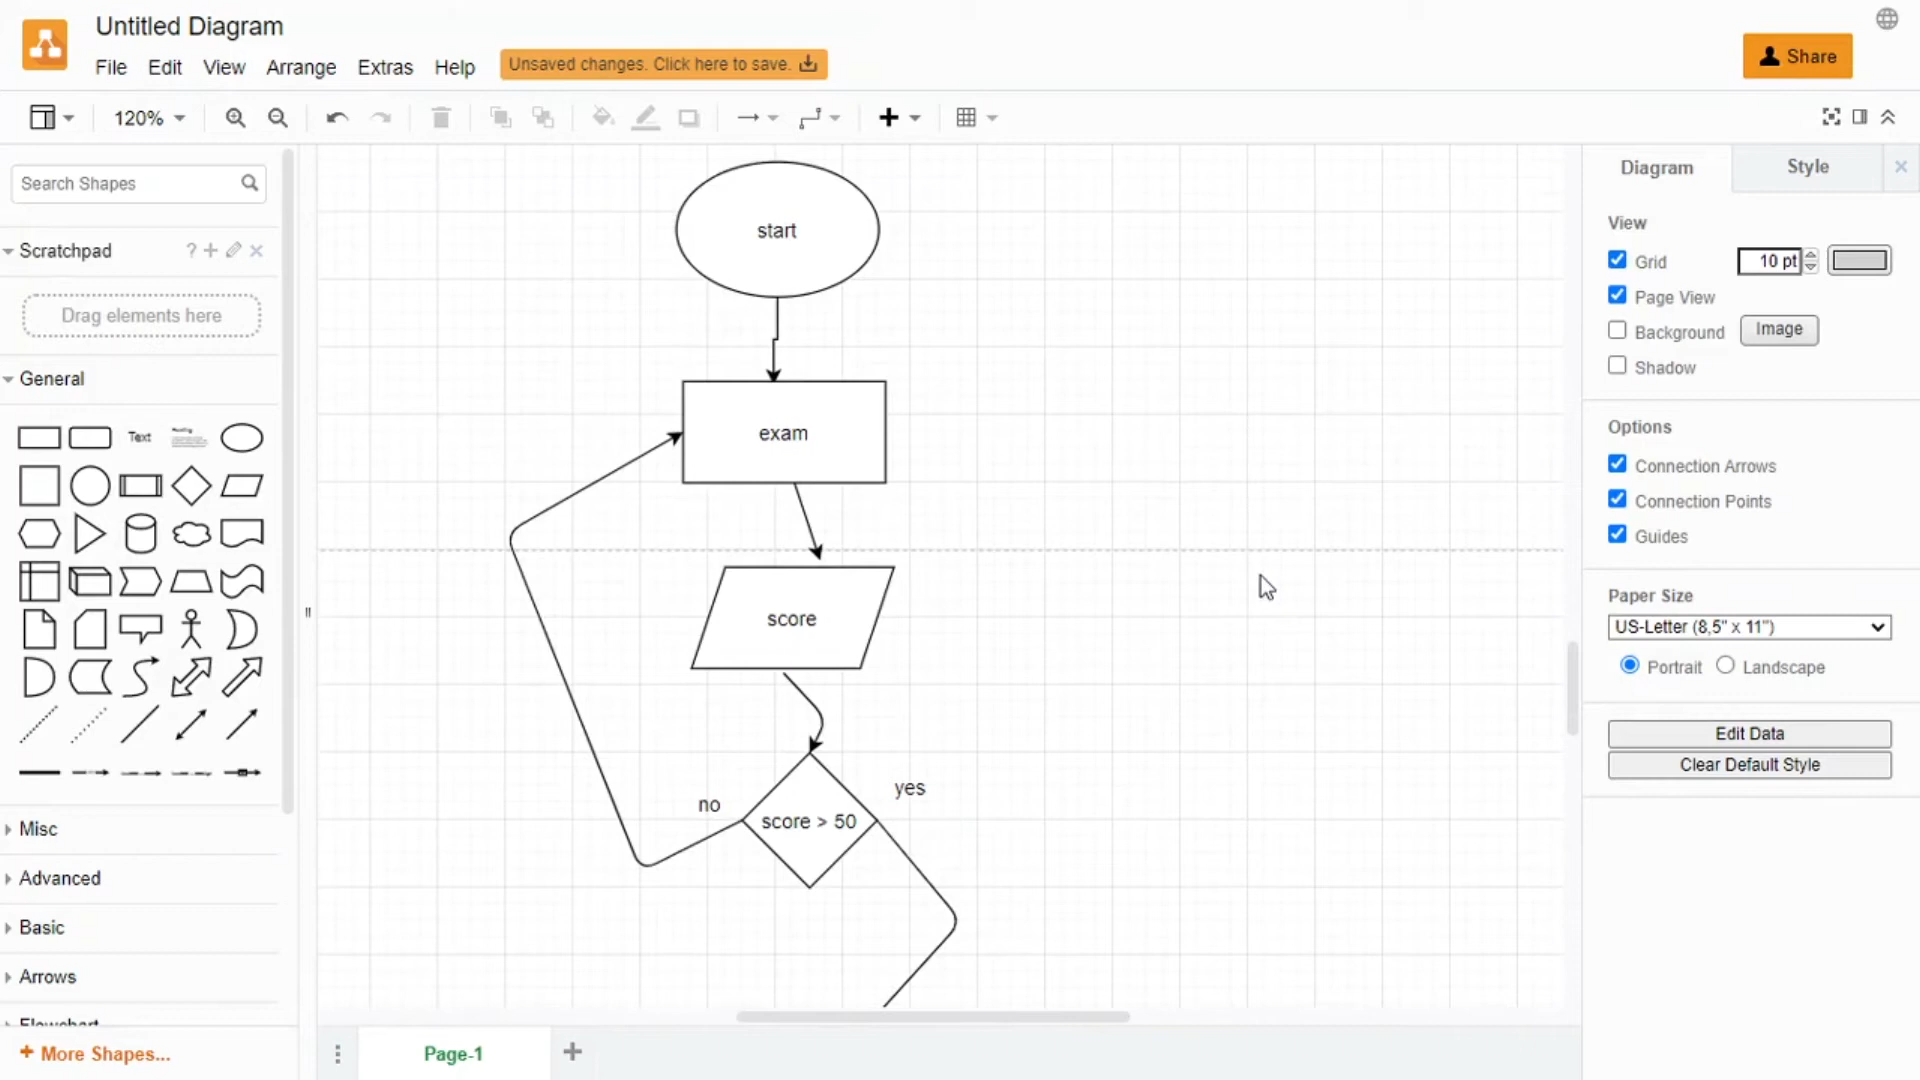 Untitled Diagram
File Edit View Arrange Extras Help
Unsaved changes. Click here to save.
Share
120%
Search Shapes
Scratchpad
?
Drag elements here
General
Text
Heading
Misc
Advanced
Basic
Arrows
Flowchart
+ More Shapes...
start
exam
score
no
yes
score > 50
Page-1
Diagram
Style
View
Grid
10 pt
Page View
Background
Image
Shadow
Options
Connection Arrows
Connection Points
Guides
Paper Size
US-Letter (8,5" x 11")
Portrait
Landscape
Edit Data
Clear Default Style